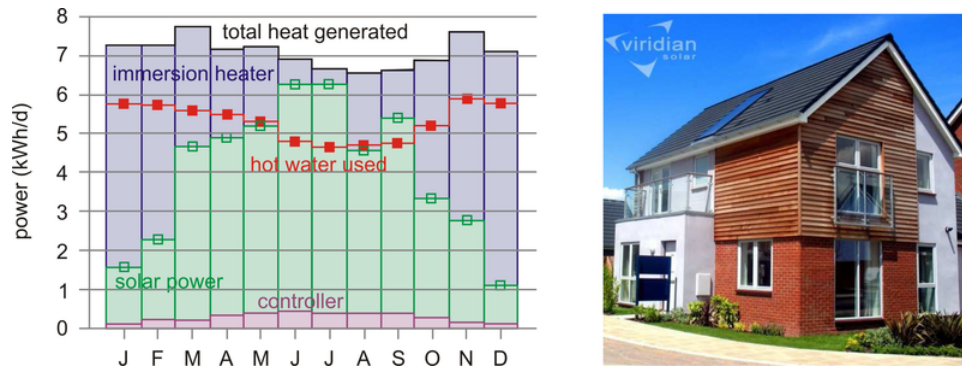 8
7
6
5
4
3
2
1
0
power (kWh/d)
total heat generated
immersion heater
hot water used
solar power
controller
J F M A M J J A S O N D
viridian
solar